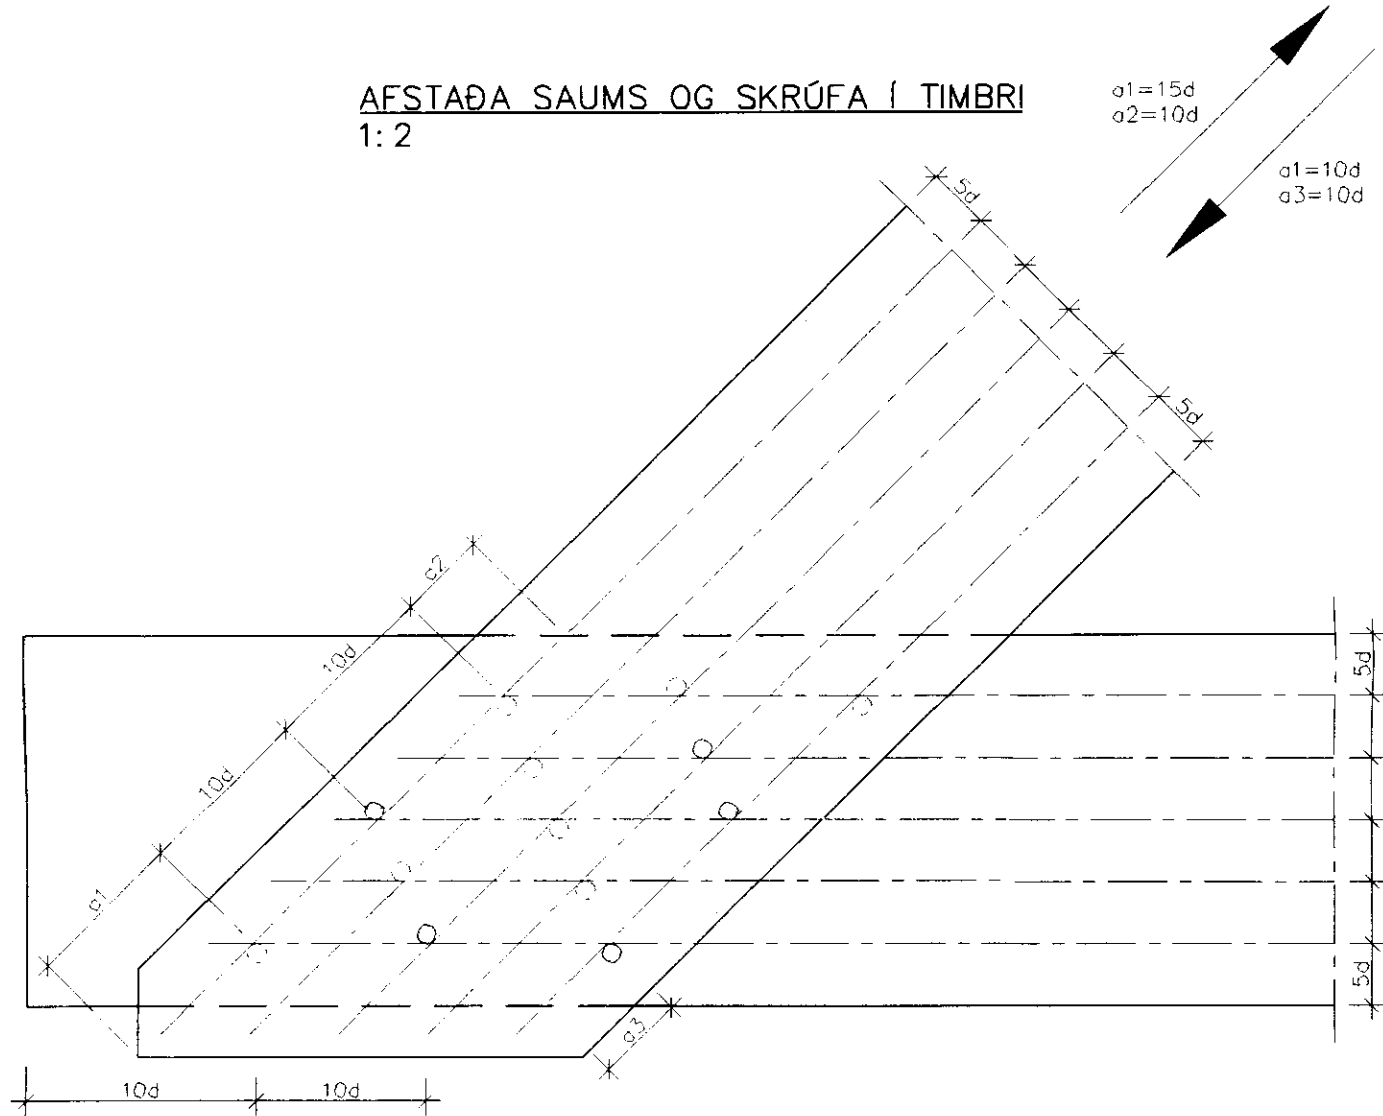 AFSTAÐA SAUMS OG SKRÚFA Í TIMBRI
1:2
a1=15d
a2=10d
a1=10d
a3=10d
5d
5d
a2
10d
10d
a1
5d
5d
a3
10d
10d